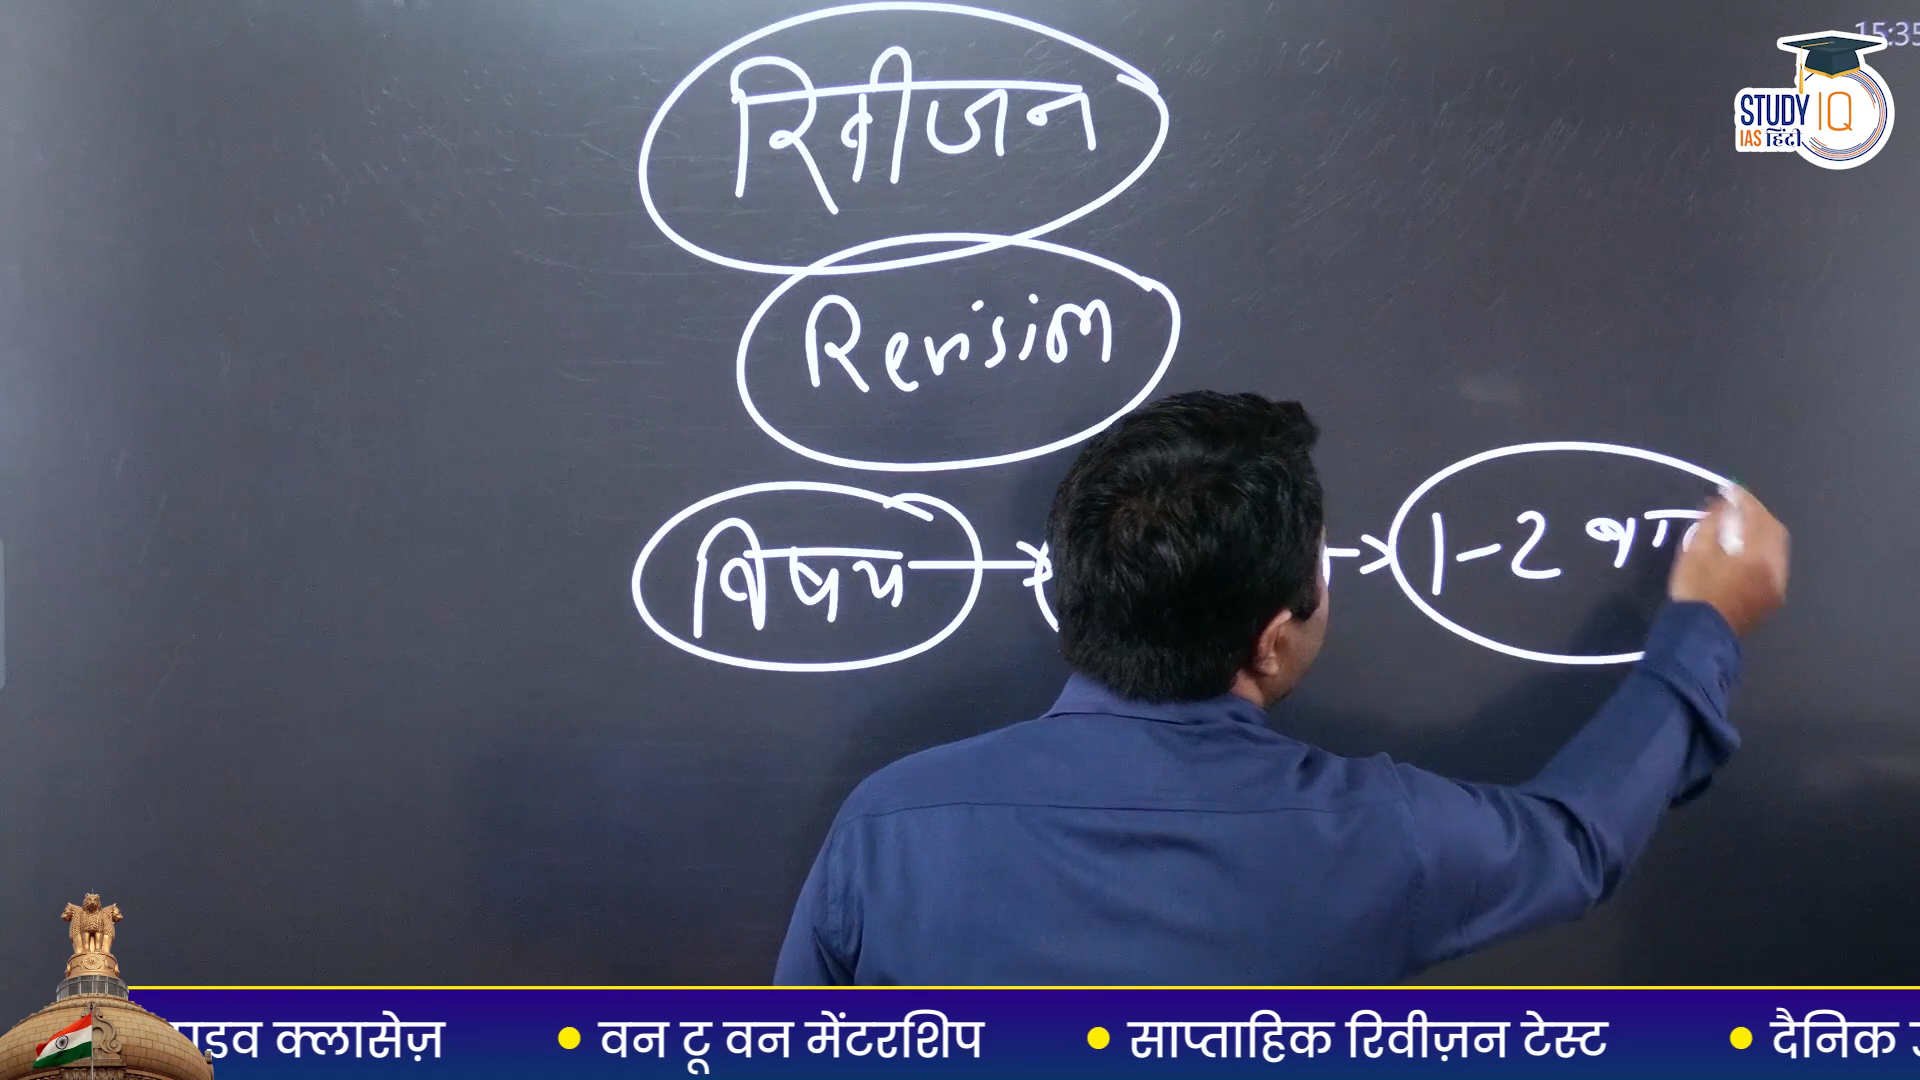 15:35
STUDY IQ
IAS हिंदी
रिवीजन
Revision
विषय
1-2
क्लासेज़ • वन टू वन मेंटरशिप • साप्ताहिक रिवीज़न टेस्ट • दैनिक